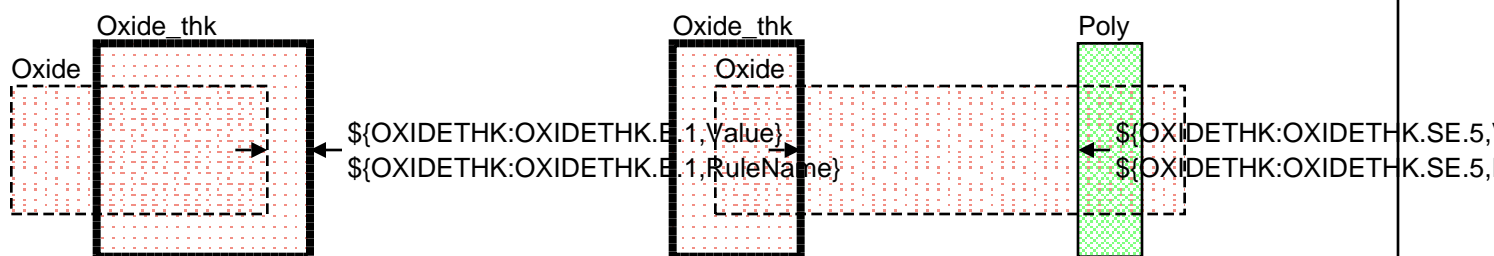 Oxide_thk
Oxide
${OXIDETHK:OXIDETHK.E.1,Value}
${OXIDETHK:OXIDETHK.E.1,RuleName}
Oxide_thk
Oxide
Poly
${OXIDETHK:OXIDETHK.SE.5,
${OXIDETHK:OXIDETHK.SE.5,